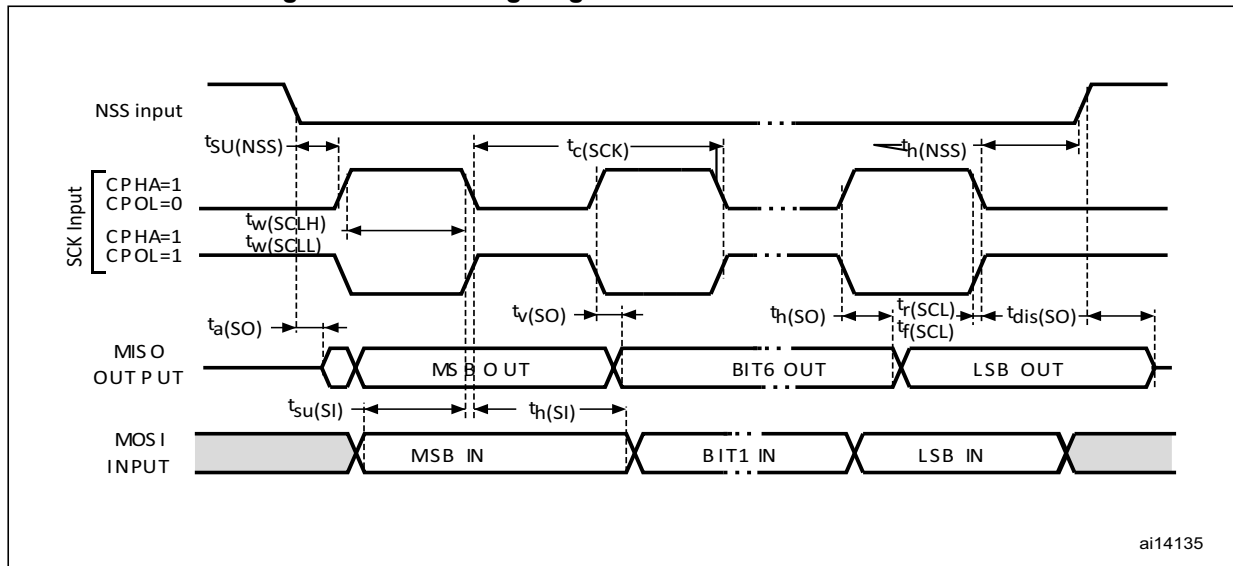 NSS input
tSU(NSS)
tc(SCK)
th(NSS)
SCK Input
CPHA=1
CPOL=0
tw(SCLH)
tw(SCLL)
CPHA=1
CPOL=1
ta(SO)
tv(SO)
th(SO)
tr(SCL)
tf(SCL)
tdis(SO)
MISO
OUTPUT
MSB OUT
BIT6 OUT
LSB OUT
tsu(SI)
th(SI)
MOSI
INPUT
MSB IN
BIT1 IN
LSB IN
ai14135